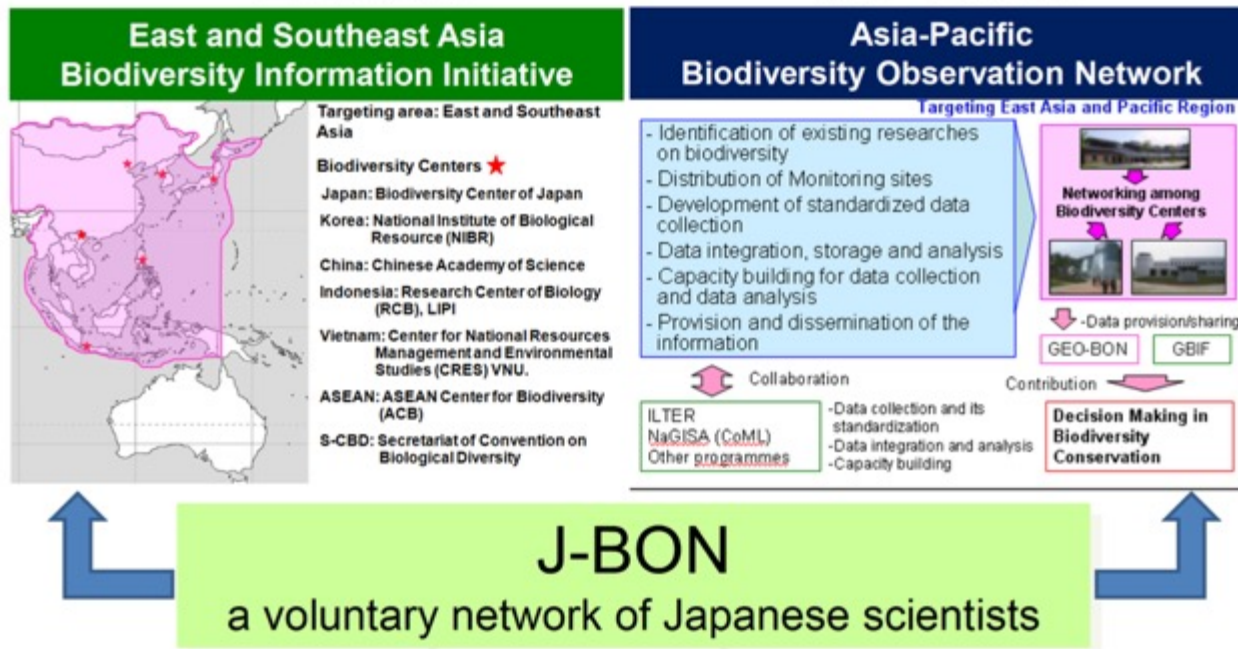 East and Southeast Asia
Biodiversity Information Initiative
Targeting area: East and Southeast
Asia
Biodiversity Centers
Japan: Biodiversity Center of Japan
Korea: National Institute of Biological
Resource (NIBR)
China: Chinese Academy of Science
Indonesia: Research Center of Biology
(RCB), LIPI
Vietnam: Center for National Resources
Management and Environmental
Studies (CRES) VNU.
ASEAN: ASEAN Center for Biodiversity
(ACB)
S-CBD: Secretariat of Convention on
Biological Diversity
Asia-Pacific
Biodiversity Observation Network
Targeting East Asia and Pacific Region
- Identification of existing researches
on biodiversity
- Distribution of Monitoring sites
- Development of standardized data
collection
- Data integration, storage and analysis
- Capacity building for data collection
and data analysis
- Provision and dissemination of the
information
Networking among
Biodiversity Centers
-Data provision/sharing
GEO-BON
GBIF
Collaboration
Contribution
ILTER
NaGISA (CoML)
Other programmes
-Data collection and its
standardization
-Data integration and analysis
-Capacity building
Decision Making in
Biodiversity
Conservation
J-BON
a voluntary network of Japanese scientists